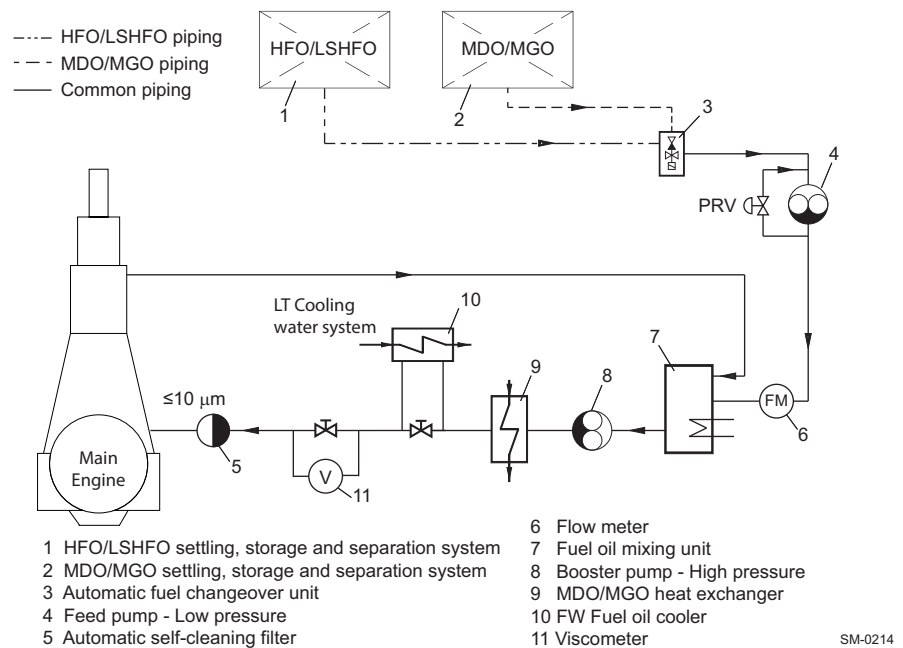 HFO/LSHFO piping
MDO/MGO piping
Common piping
HFO/LSHFO
MDO/MGO
1
2
3
4
PRV
LT Cooling
water system
10
7
9
8
FM
6
≤10 μm
5
V
11
Main
Engine
1 HFO/LSHFO settling, storage and separation system
2 MDO/MGO settling, storage and separation system
3 Automatic fuel changeover unit
4 Feed pump - Low pressure
5 Automatic self-cleaning filter
6 Flow meter
7 Fuel oil mixing unit
8 Booster pump - High pressure
9 MDO/MGO heat exchanger
10 FW Fuel oil cooler
11 Viscometer
SM-0214